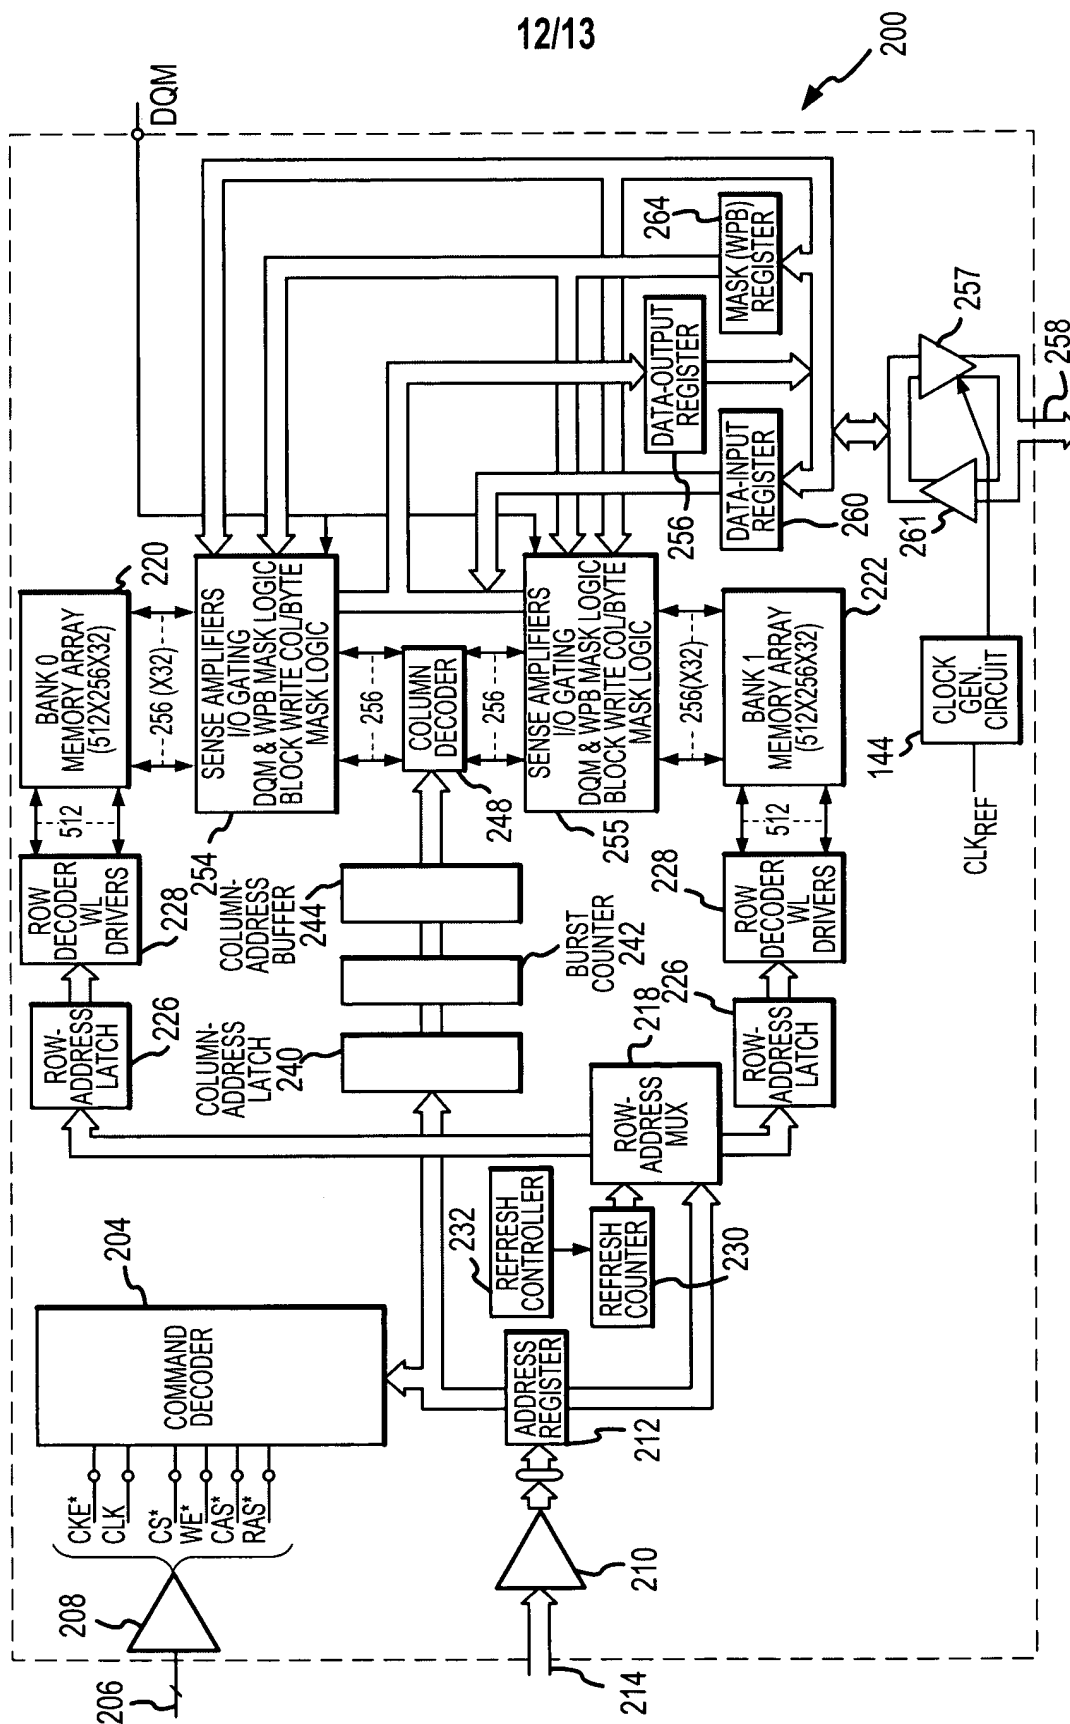 12/13
200
DQM
220
BANK 0
MEMORY ARRAY
(512X256X32)
512
256 (X32)
ROW
DECODER
WL
DRIVERS
228
ROW-
ADDRESS
LATCH
226
SENSE AMPLIFIERS
I/O GATING
DQM & WPB MASK LOGIC
BLOCK WRITE COL/BYTE
MASK LOGIC
254
256
COLUMN
DECODER
248
256
COLUMN-
ADDRESS
BUFFER
244
BURST
COUNTER
242
COLUMN-
ADDRESS
LATCH
240
SENSE AMPLIFIERS
I/O GATING
DQM & WPB MASK LOGIC
BLOCK WRITE COL/BYTE
MASK LOGIC
255
256(X32)
BANK 1
MEMORY ARRAY
(512X256X32)
222
512
ROW
DECODER
WL
DRIVERS
228
ROW-
ADDRESS
LATCH
226
ROW-
ADDRESS
MUX
218
REFRESH
CONTROLLER
232
REFRESH
COUNTER
230
COMMAND
DECODER
204
CKE*
CLK
CS*
WE*
CAS*
RAS*
208
206
ADDRESS
REGISTER
212
210
214
MASK (WPB)
REGISTER
264
DATA-OUTPUT
REGISTER
256
DATA-INPUT
REGISTER
260
257
258
261
CLOCK
GEN.
CIRCUIT
144
CLKREF